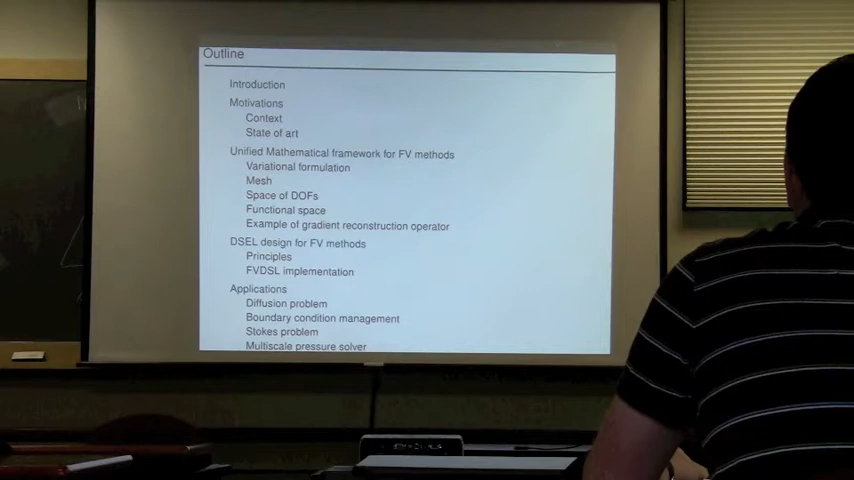 Outline
Introduction
Motivations
Context
State of art
Unified Mathematical framework for FV methods
Variational formulation
Mesh
Space of DOFs
Functional space
Example of gradient reconstruction operator
DSEL design for FV methods
Principles
FVDSL implementation
Applications
Diffusion problem
Boundary condition management
Stokes problem
Multiscale pressure solver